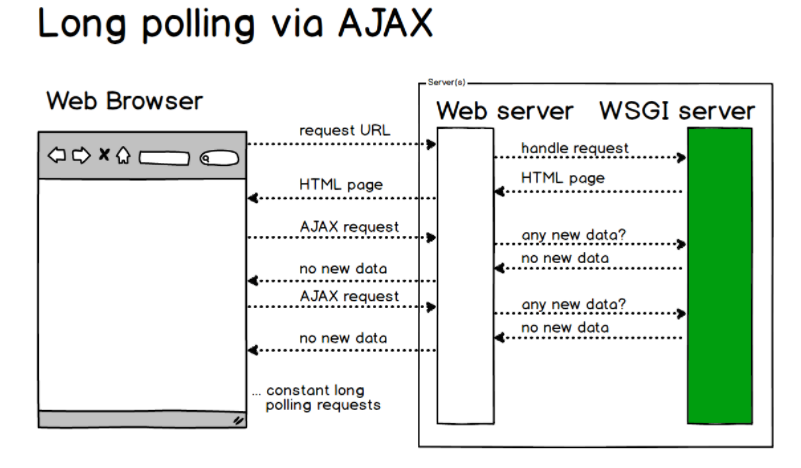 Long polling via AJAX
Server(s)
Web Browser
Web server
WSGI server
request URL
handle request
HTML page
HTML page
AJAX request
any new data?
no new data
no new data
AJAX request
any new data?
no new data
no new data
... constant long
polling requests